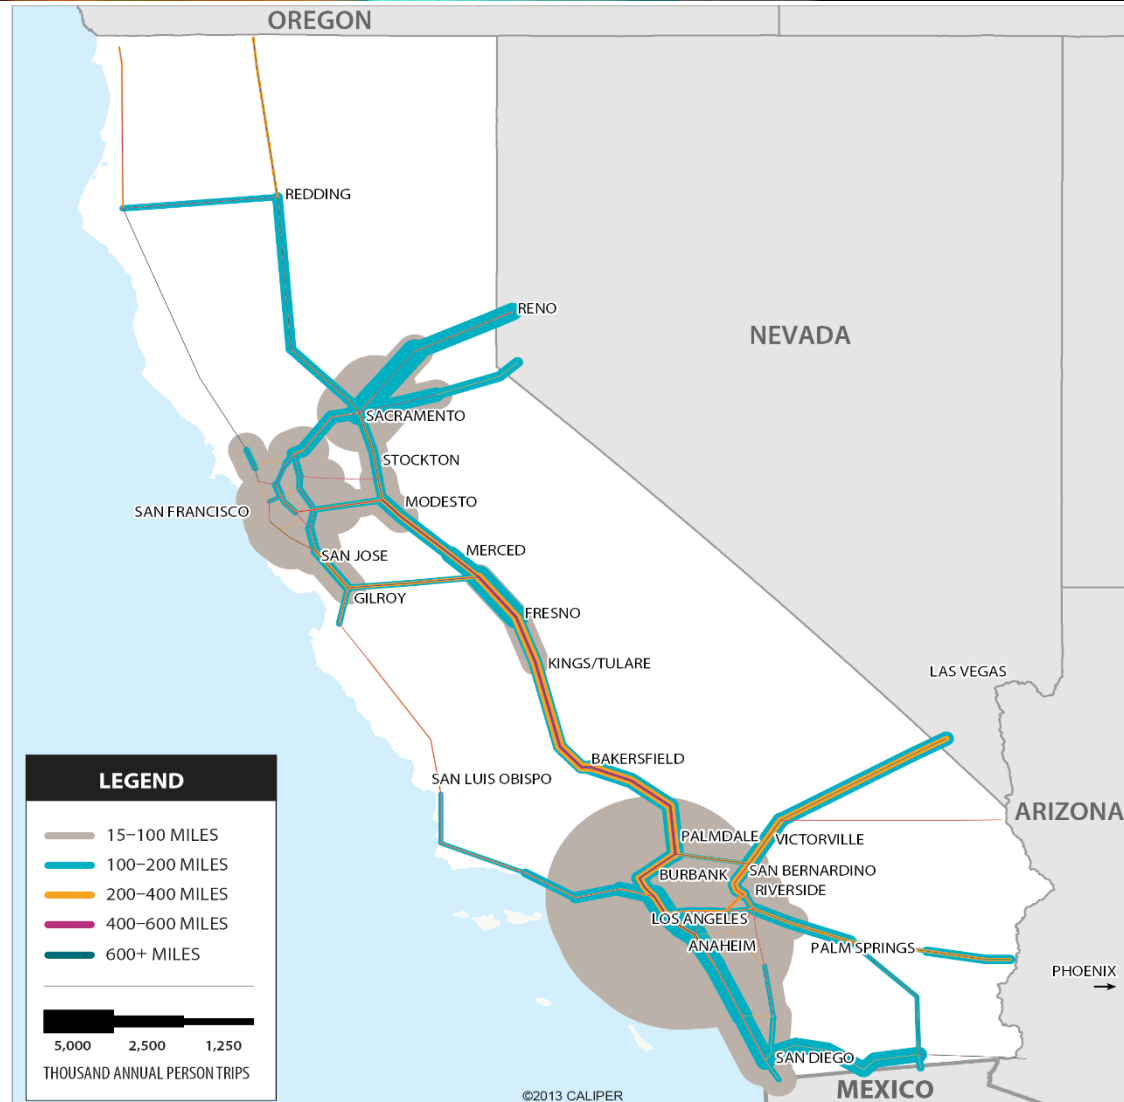 OREGON
REDDING
RENO
NEVADA
SACRAMENTO
STOCKTON
MODESTO
SAN FRANCISCO
MERCED
SAN JOSE
GILROY
FRESNO
KINGS/TULARE
LAS VEGAS
BAKERSFIELD
SAN LUIS OBISPO
ARIZONA
PALMDALE
VICTORVILLE
BURBANK
SAN BERNARDINO
RIVERSIDE
LOS ANGELES
ANAHEIM
PALM SPRINGS
PHOENIX
SAN DIEGO
MEXICO
LEGEND
15–100 MILES
100–200 MILES
200–400 MILES
400–600 MILES
600+ MILES
5,000 2,500 1,250
THOUSAND ANNUAL PERSON TRIPS
©2013 CALIPER